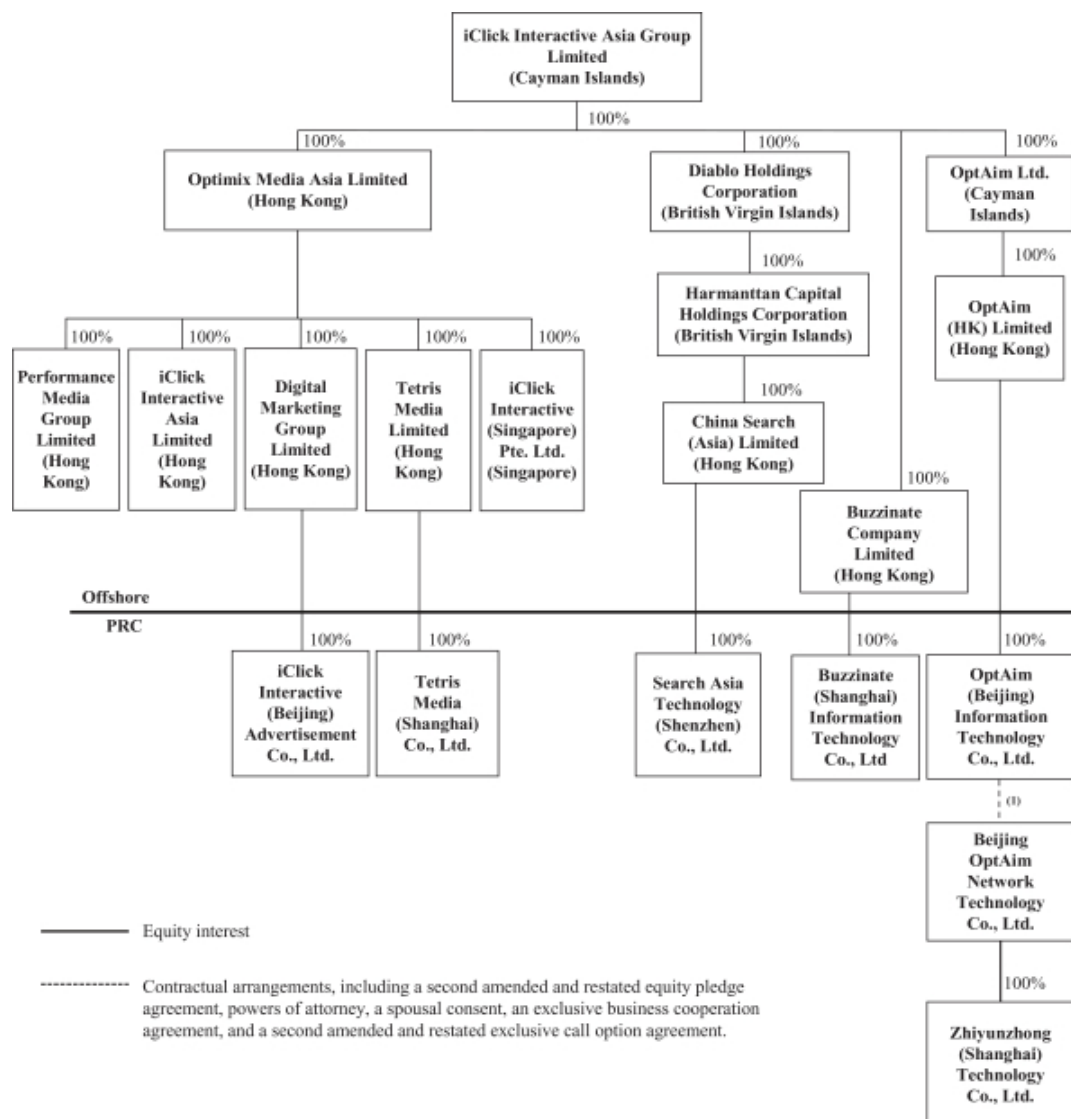 iClick Interactive Asia Group
Limited
(Cayman Islands)
100%
100%
Optimix Media Asia Limited
(Hong Kong)
100%
Diablo Holdings
Corporation
(British Virgin Islands)
100%
OptAim Ltd.
(Cayman
Islands)
100%
Harmanttan Capital
Holdings Corporation
(British Virgin Islands)
100%
OptAim
(HK) Limited
(Hong Kong)
100%
Performance
Media
Group
Limited
(Hong
Kong)
100%
iClick
Interactive
Asia
Limited
(Hong
Kong)
100%
Digital
Marketing
Group
Limited
(Hong Kong)
100%
Tetris
Media
Limited
(Hong
Kong)
100%
iClick
Interactive
(Singapore)
Pte. Ltd.
(Singapore)
100%
China Search
(Asia) Limited
(Hong Kong)
100%
Buzzinate
Company
Limited
(Hong Kong)
Offshore
PRC
100%
iClick
Interactive
(Beijing)
Advertisement
Co., Ltd.
100%
Tetris
Media
(Shanghai)
Co., Ltd.
100%
Search Asia
Technology
(Shenzhen)
Co., Ltd.
100%
Buzzinate
(Shanghai)
Information
Technology
Co., Ltd
100%
OptAim
(Beijing)
Information
Technology
Co., Ltd.
(1)
Beijing
OptAim
Network
Technology
Co., Ltd.
100%
Zhiyunzhong
(Shanghai)
Technology
Co., Ltd.
Equity interest
Contractual arrangements, including a second amended and restated equity pledge
agreement, powers of attorney, a spousal consent, an exclusive business cooperation
agreement, and a second amended and restated exclusive call option agreement.